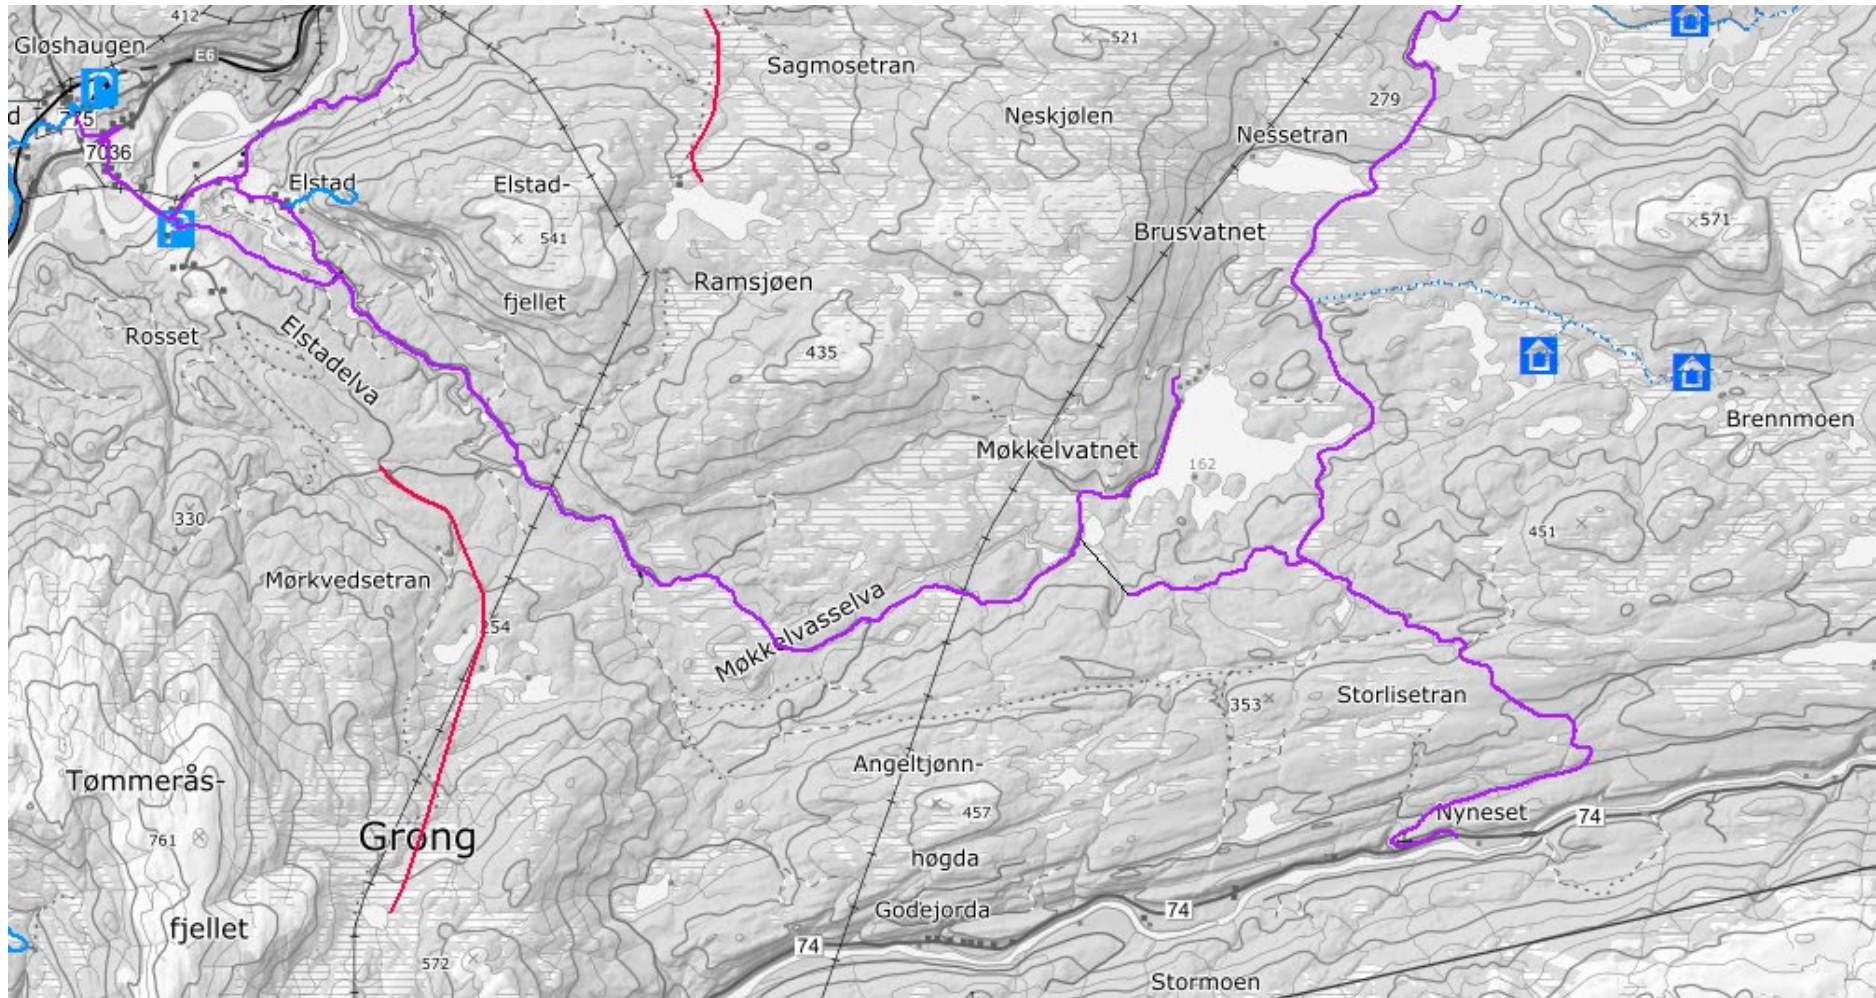 412
Gløshaugen
E6
521
Sagmosetran
279
Neskjølen
d
75
Nessetran
7036
Elstad
Elstad-
571
541
Brusvatnet
Ramsjøen
fjellet
Rosset
Elstadelva
435
Brennmoen
Møkkelvatnet
162
330
451
Mørkvedsetran
254
Møkkelvasselva
Storlisetran
353
Angeltjønn-
Tømmerås-
457
Nyneset
74
761
Grong
høgda
Godejorda
74
fjellet
74
572
Stormoen